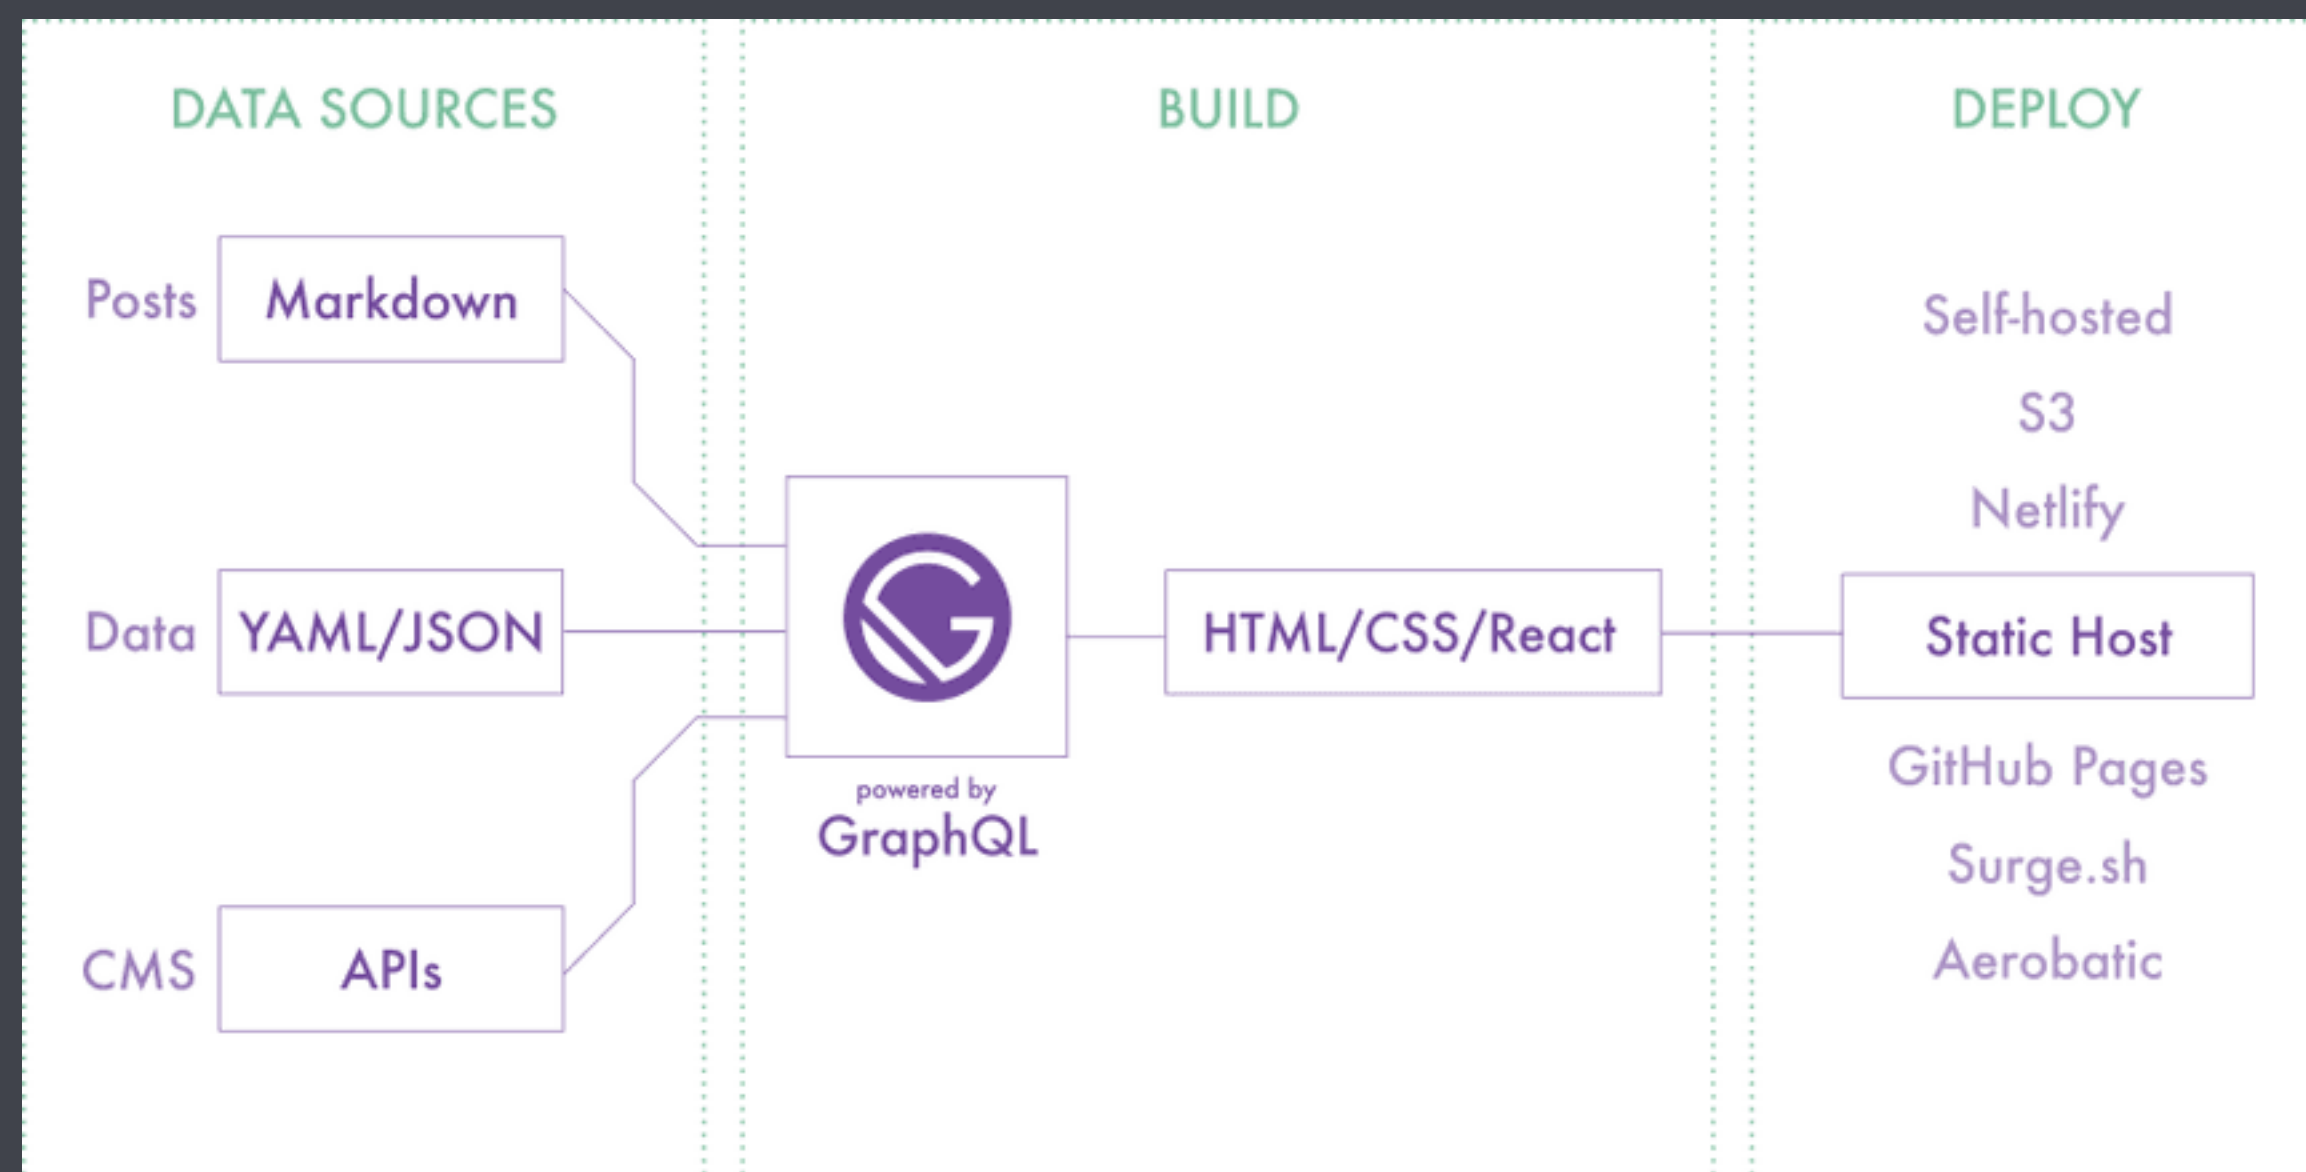 DATA SOURCES
BUILD
DEPLOY
Posts
Markdown
Data
YAML/JSON
CMS
APIs
powered by
GraphQL
HTML/CSS/React
Self-hosted
S3
Netlify
Static Host
GitHub Pages
Surge.sh
Aerobatic